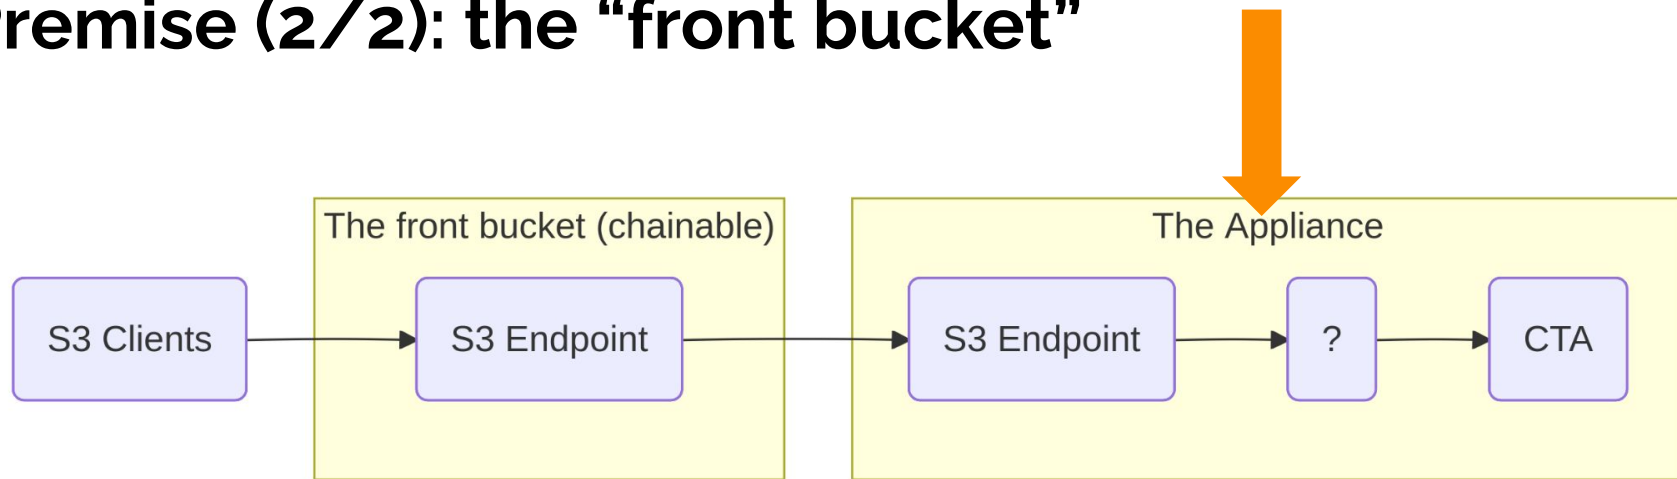 remise (2/2): the “front bucket”
The front bucket (chainable)
The Appliance
S3 Clients
S3 Endpoint
S3 Endpoint
?
CTA